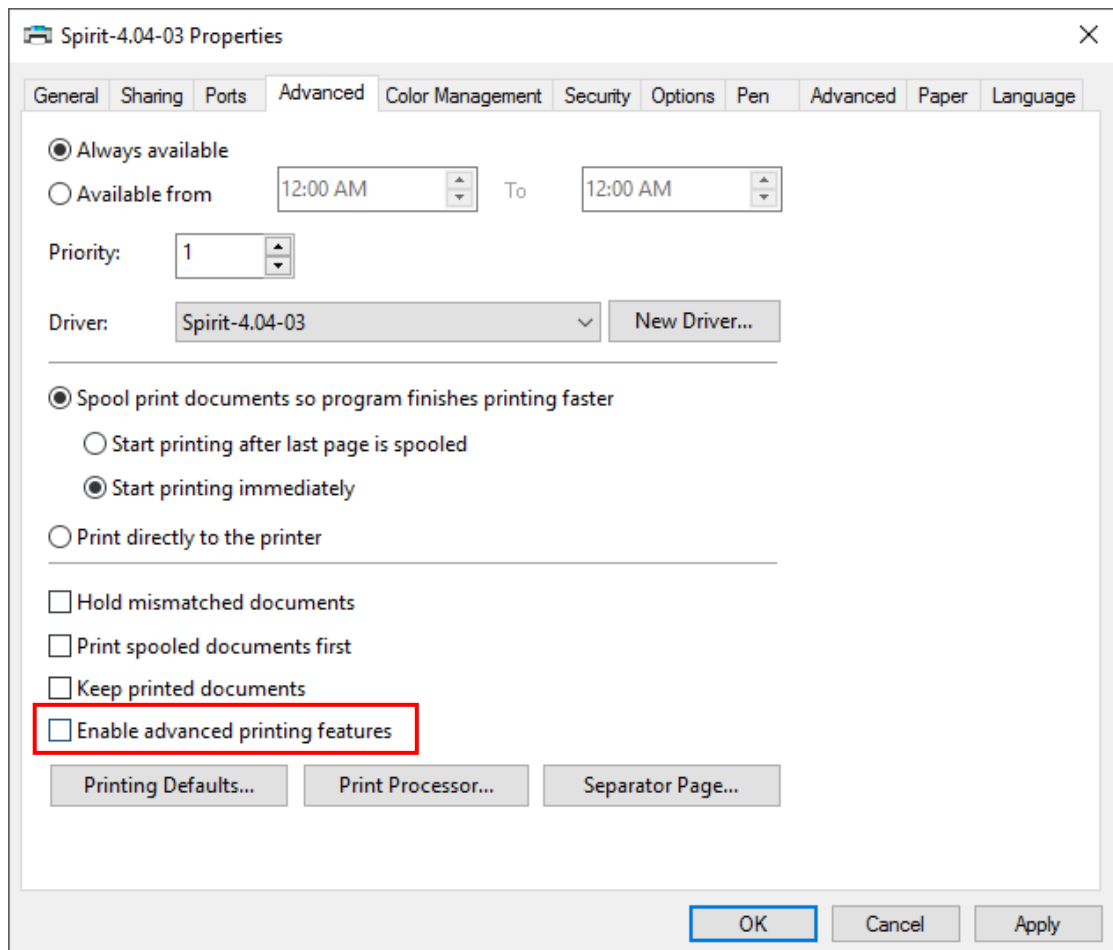 Spirit-4.04-03 Properties
General Sharing Ports Advanced Color Management Security Options Pen Advanced Paper Language
Always available
Available from 12:00 AM To 12:00 AM
Priority: 1
Driver: Spirit-4.04-03 New Driver...
Spool print documents so program finishes printing faster
Start printing after last page is spooled
Start printing immediately
Print directly to the printer
Hold mismatched documents
Print spooled documents first
Keep printed documents
Enable advanced printing features
Printing Defaults... Print Processor... Separator Page...
OK Cancel Apply